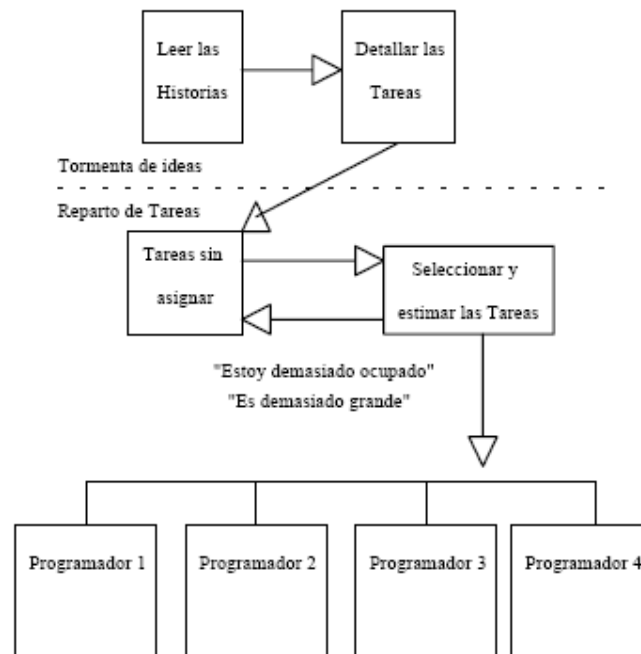 Leer las
Historias
Detallar las
Tareas
Tormenta de ideas
Reparto de Tareas
Tareas sin
asignar
Seleccionar y
estimar las Tareas
"Estoy demasiado ocupado"
"Es demasiado grande"
Programador 1
Programador 2
Programador 3
Programador 4